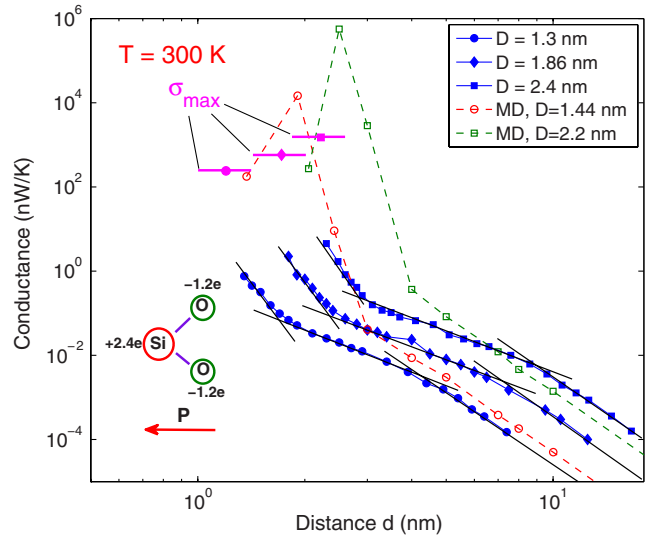 T = 300 K
σmax
D = 1.3 nm
D = 1.86 nm
D = 2.4 nm
MD, D=1.44 nm
MD, D=2.2 nm
10^6
10^4
10^2
10^0
10^−2
10^−4
Conductance (nW/K)
−1.2e
O
+2.4e Si
O
−1.2e
P
10^0
10^1
Distance d (nm)